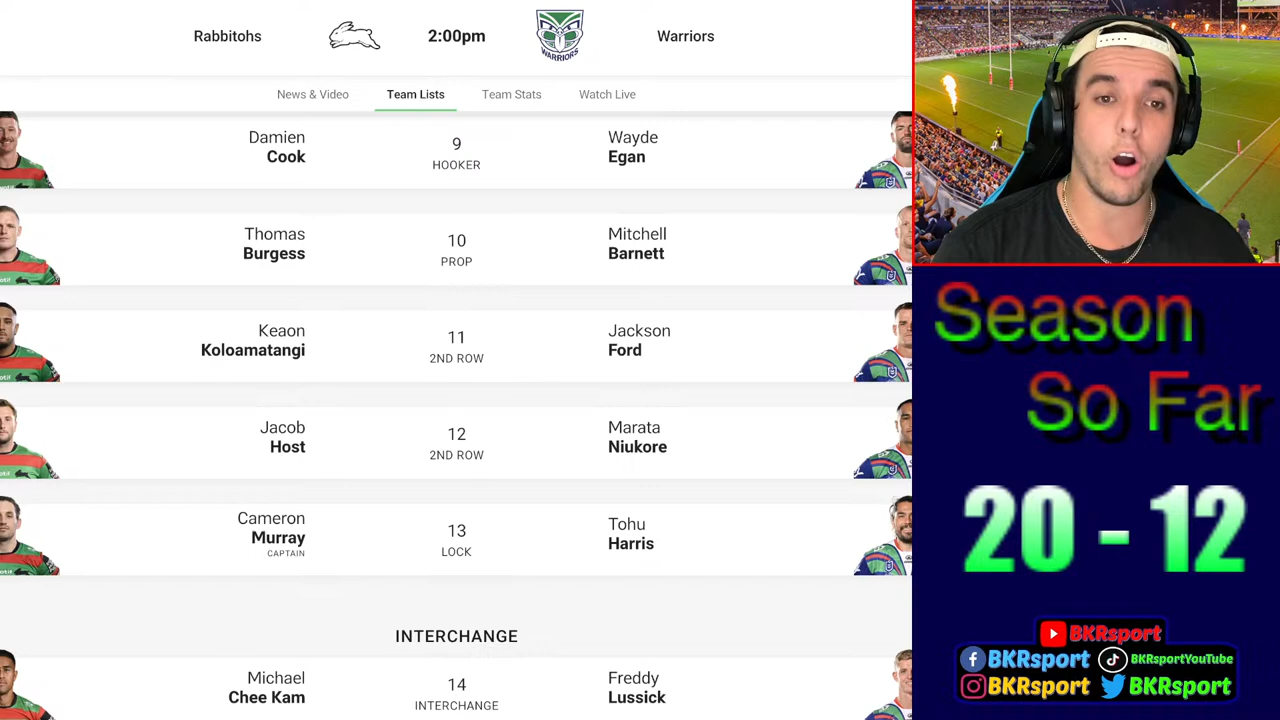 Rabbitohs 2:00pm WARRIORS Warriors
News & Video Team Lists Team Stats Watch Live
Damien Cook 9 HOOKER Wayde Egan
Thomas Burgess 10 PROP Mitchell Barnett
Keaon Koloamatangi 11 2ND ROW Jackson Ford
Jacob Host 12 2ND ROW Marata Niukore
Cameron Murray CAPTAIN 13 LOCK Tohu Harris
INTERCHANGE
Michael Chee Kam 14 INTERCHANGE Freddy Lussick
Season
So Far
20 - 12
BKRsport
BKRsport BKRsportYouTube
BKRsport BKRsport